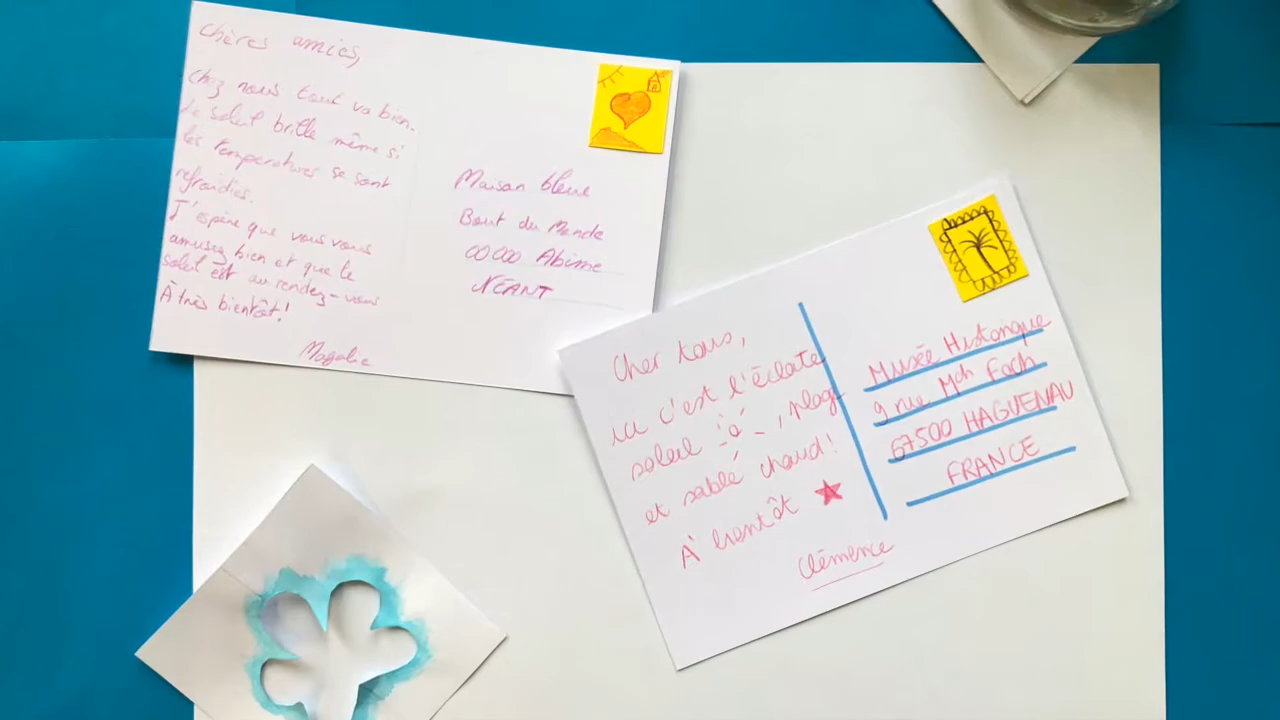 Chères amies,
Chez nous tout va bien.
Le soleil brille même si
les températures se sont
refroidies.
J'espère que vous vous
amusez bien et que le
soleil est au rendez-vous
À très bientôt!
Magalie
Maison bleue
Bout du Monde
00000 Abîme
NÉANT
Cher tous,
ici c'est l'éclate
soleil, plage
et sable chaud!
À bientôt
Clémence
Musée Historique
9 rue Mch Foch
67500 HAGUENAU
FRANCE